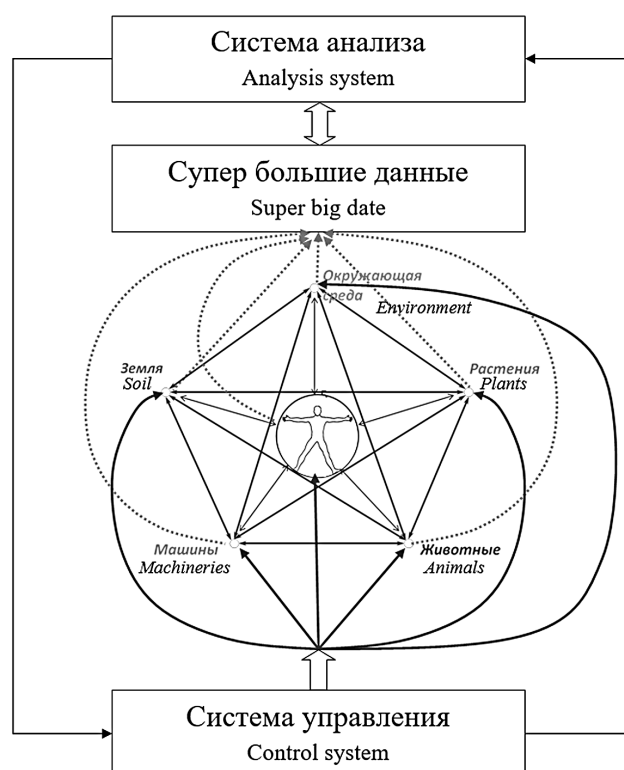 Система анализа
Analysis system
Супер большие данные
Super big date
Окружающая
среда
Environment
Земля
Soil
Растения
Plants
Машины
Machineries
Животные
Animals
Система управления
Control system